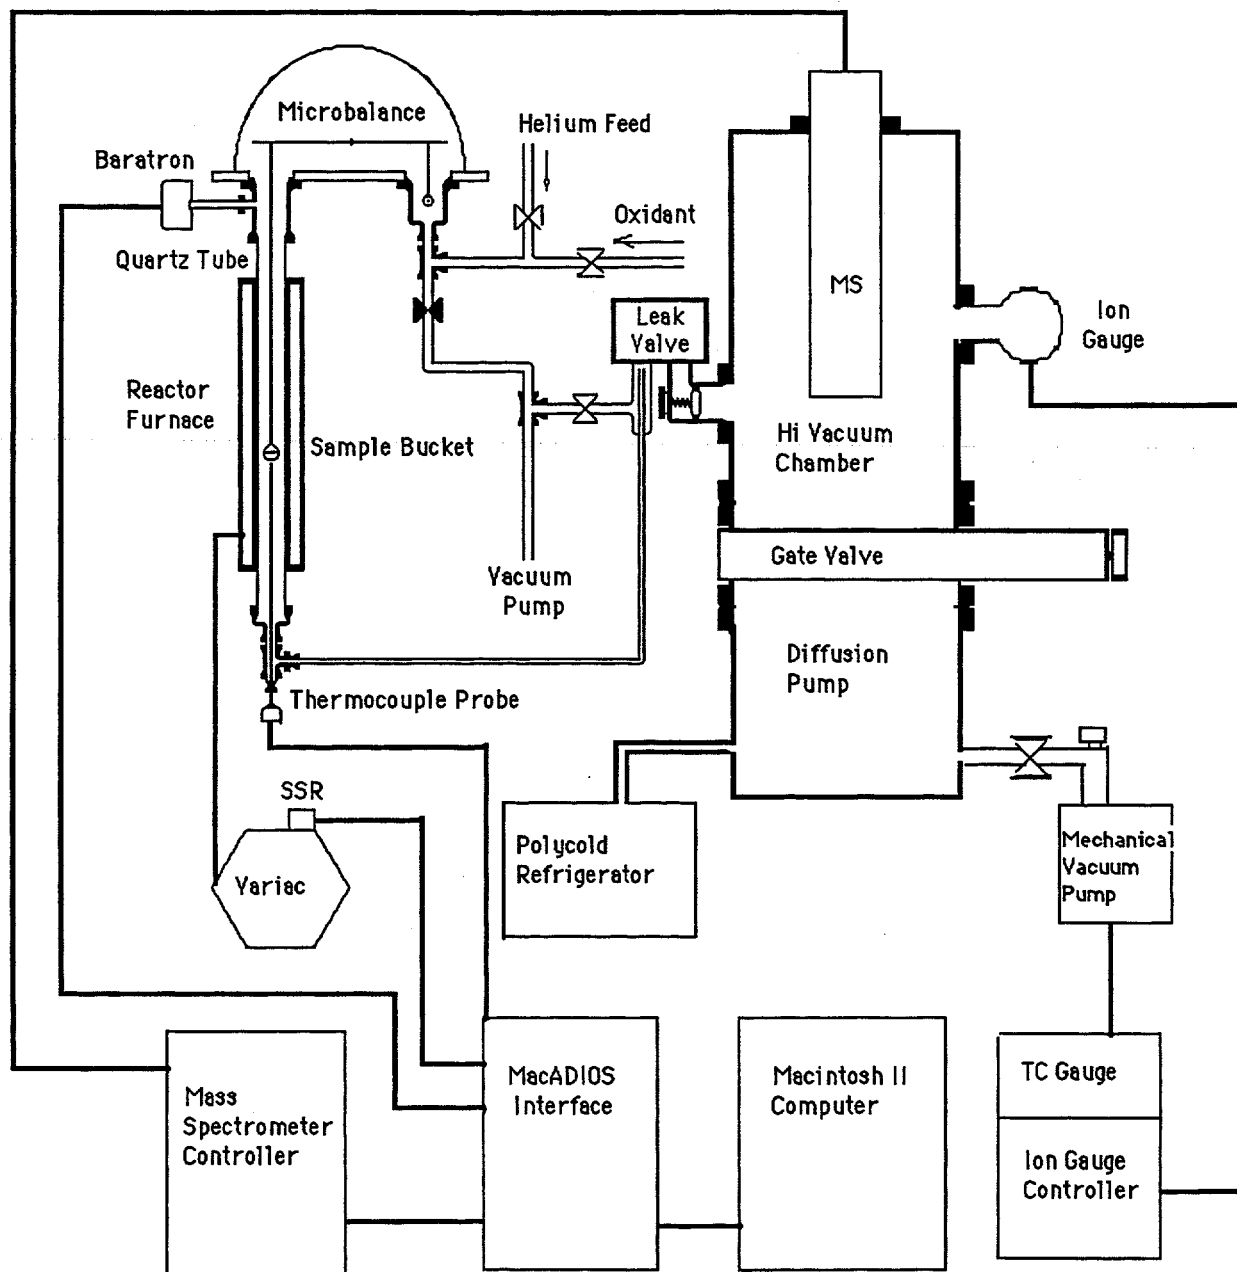 Microbalance
Helium Feed
Baratron
Oxidant
Quartz Tube
MS
Leak
Valve
Ion
Gauge
Reactor
Furnace
Sample Bucket
Hi Vacuum
Chamber
Gate Valve
Vacuum
Pump
Diffusion
Pump
Thermocouple Probe
SSR
Variac
Polycold
Refrigerator
Mechanical
Vacuum
Pump
Mass
Spectrometer
Controller
MacADIOS
Interface
Macintosh II
Computer
TC Gauge
Ion Gauge
Controller